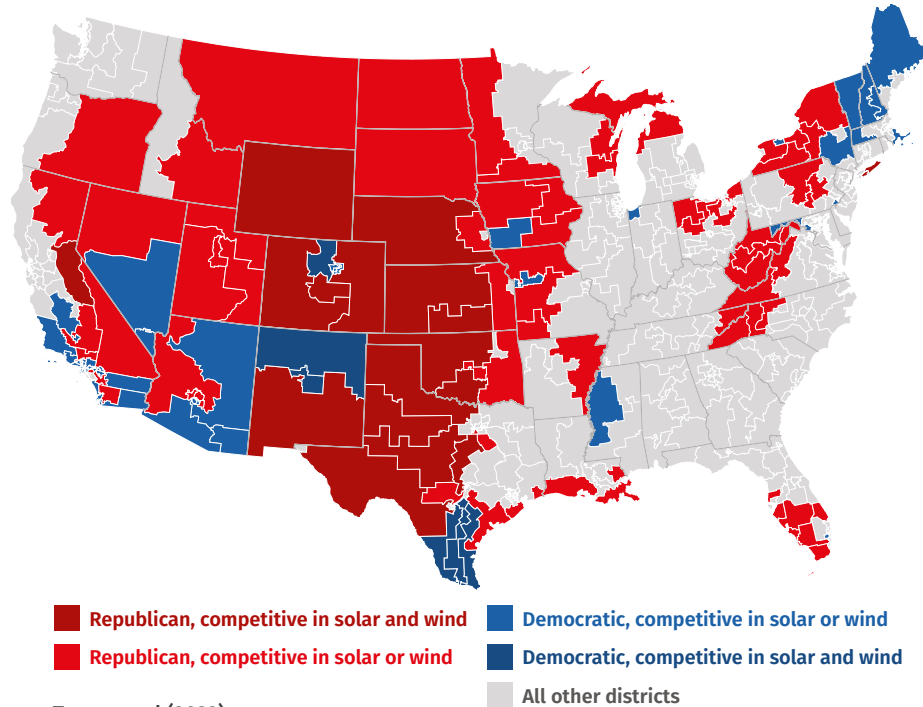 Republican, competitive in solar and wind
Democratic, competitive in solar or wind
Republican, competitive in solar or wind
Democratic, competitive in solar and wind
All other districts